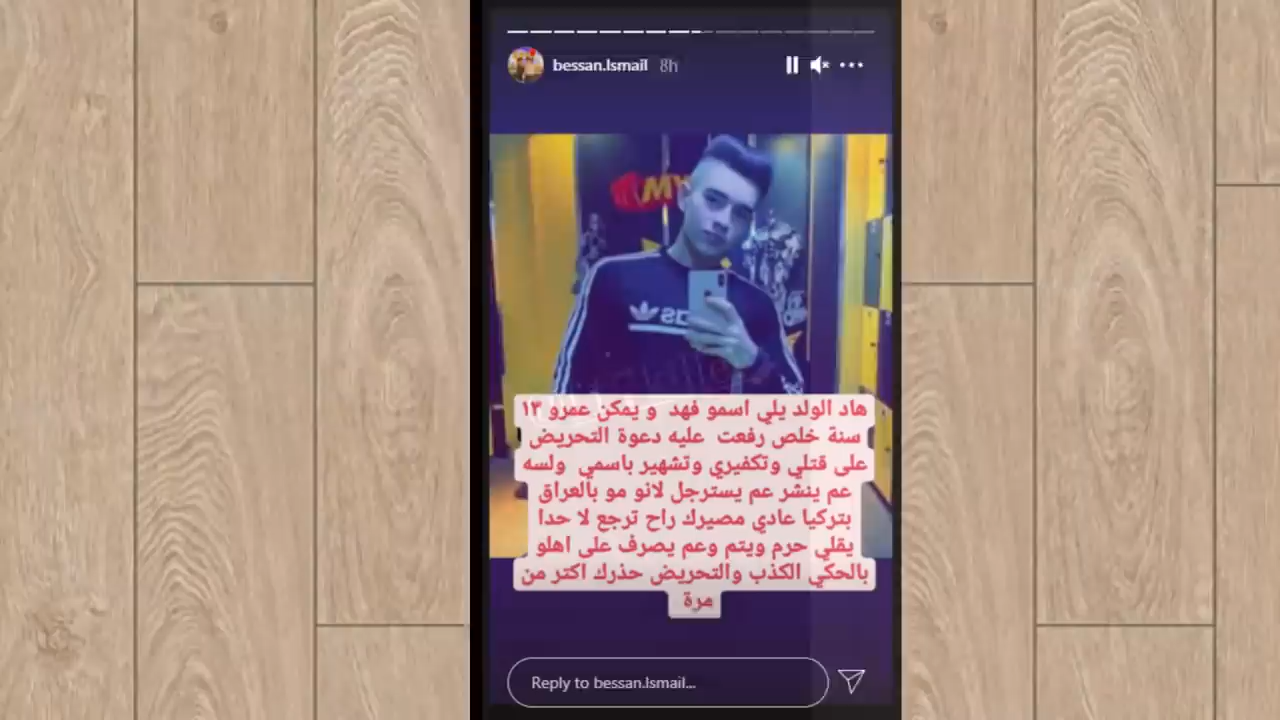 bessan.Ismail 8h
هاد الولد يلي اسمو فهد و يمكن عمرو ١٣
سنة خلص رفعت عليه دعوة التحريض
على قتلي وتكفيري وتشهير باسمي ولسه
عم ينشر عم يسترجل لانو مو بالعراق
بتركيا عادي مصيرك راح ترجع لا حدا
يقلي حرم ويتم وعم يصرف على اهلو
بالحكي الكذب والتحريض حذرك اكتر من
مرة
Reply to bessan.Ismail...